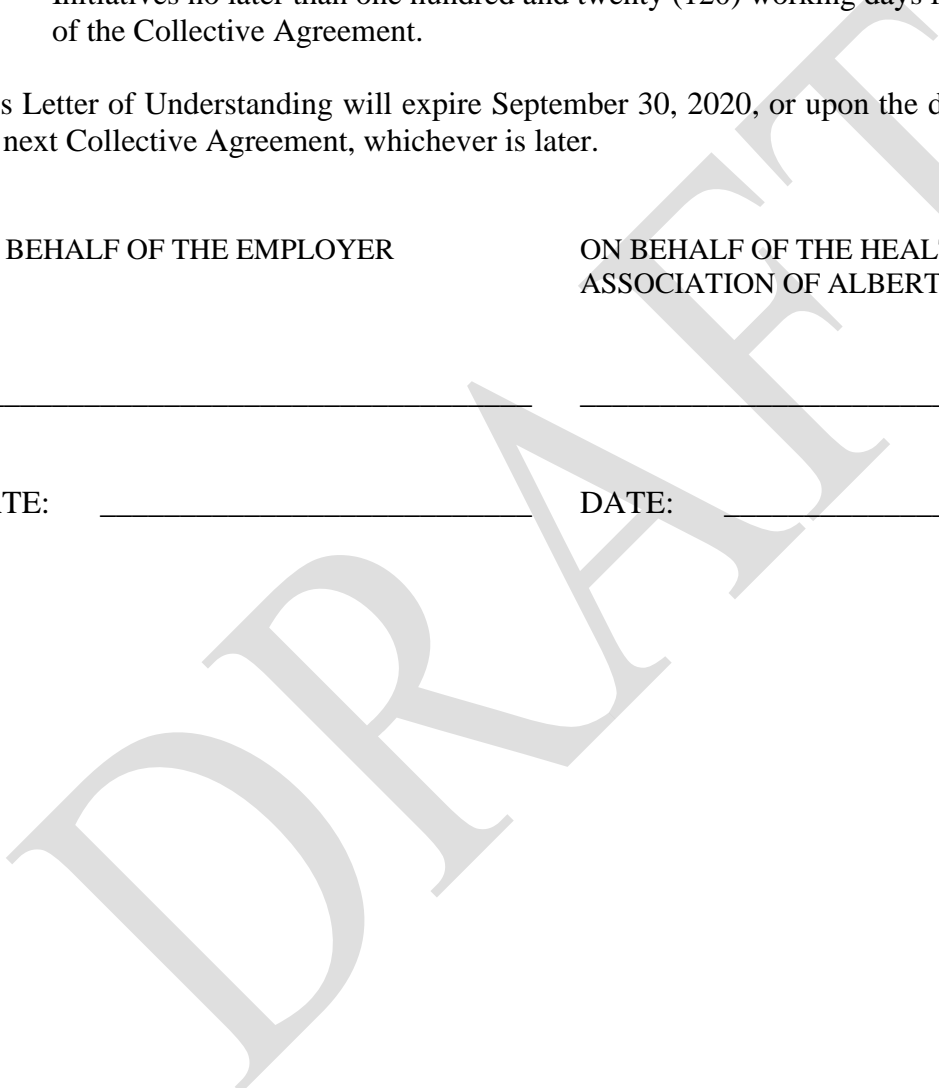 Initiatives no later than one hundred and twenty (120) working days
of the Collective Agreement.
s Letter of Understanding will expire September 30, 2020, or upon the d
next Collective Agreement, whichever is later.
BEHALF OF THE EMPLOYER ON BEHALF OF THE HEAL
ASSOCIATION OF ALBERT
TE: DATE:
DRAFT